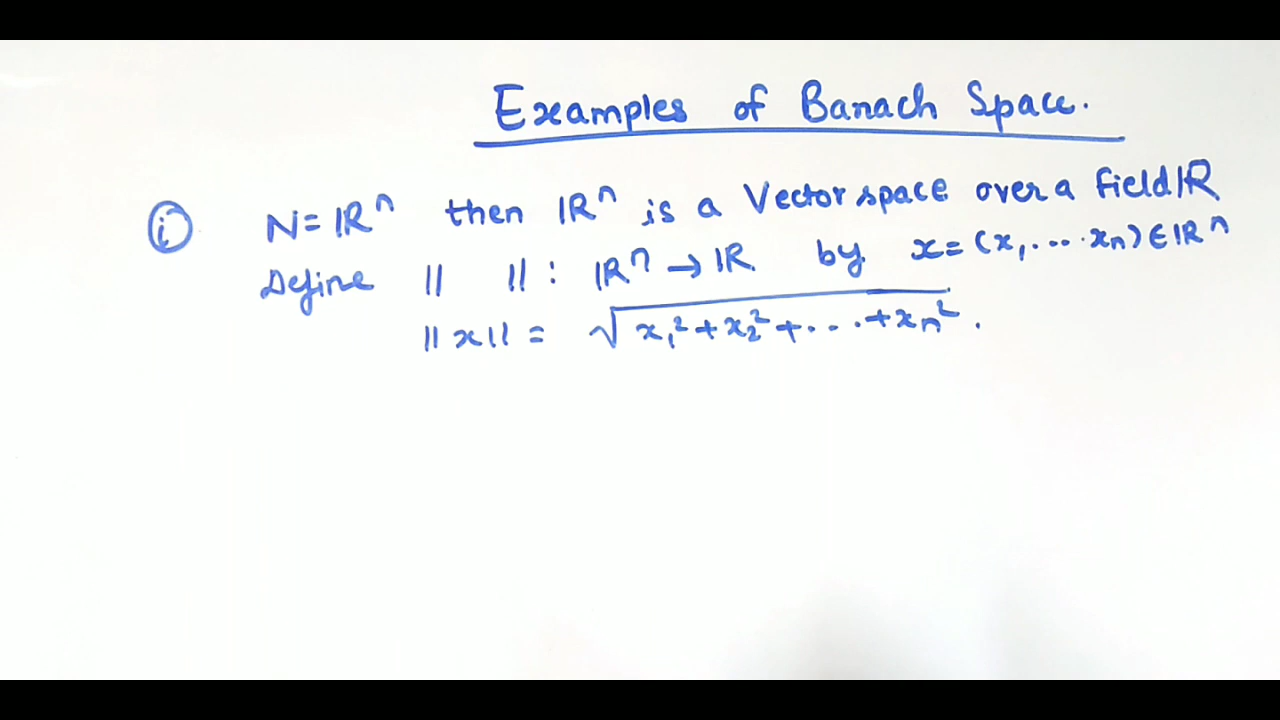 Examples of Banach Space.
i N = ℝⁿ then ℝⁿ is a Vector space over a field ℝ
Define || || : ℝⁿ → ℝ by x = (x₁, ... xₙ) ∈ ℝⁿ
||x|| = √(x₁² + x₂² + ... + xₙ²).